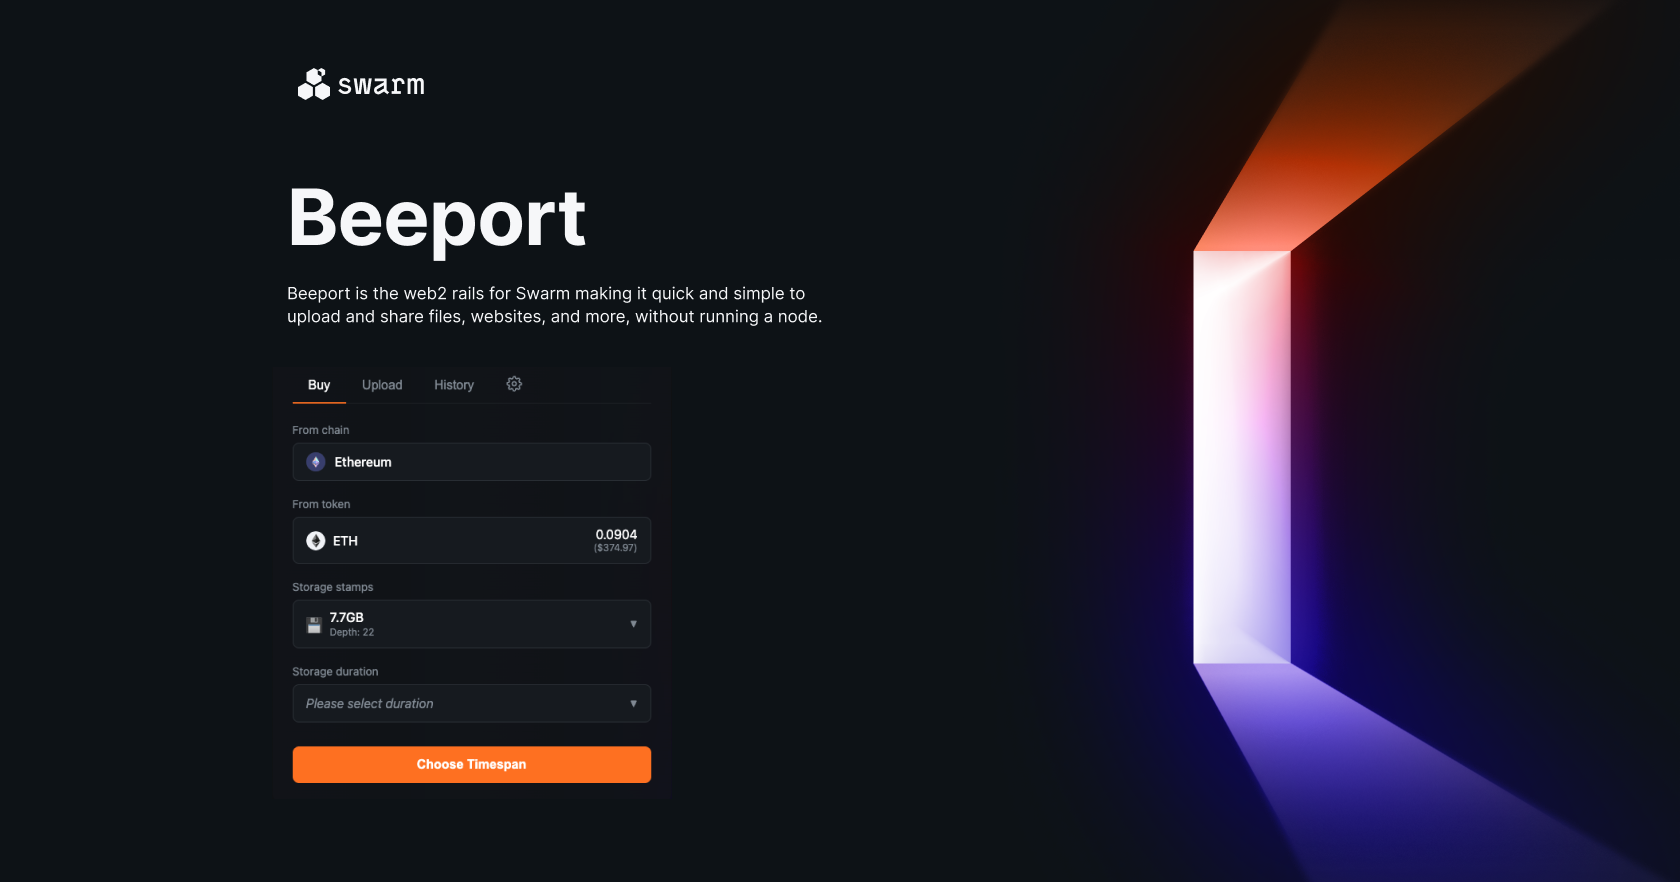 swarm
Beeport
Beeport is the web2 rails for Swarm making it quick and simple to
upload and share files, websites, and more, without running a node.
Buy Upload History
From chain
Ethereum
From token
ETH 0.0904
($374.97)
Storage stamps
7.7GB
Depth: 22
Storage duration
Please select duration
Choose Timespan